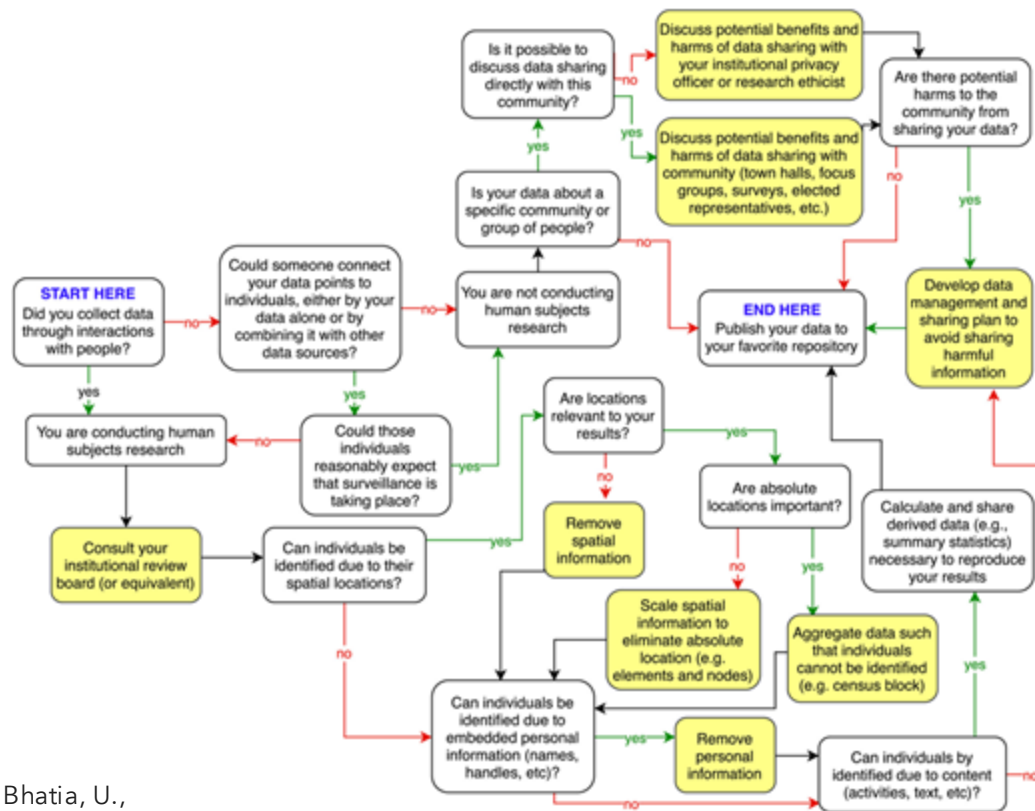 Is it possible to
discuss data sharing
directly with this
community?
no
yes
Discuss potential benefits and
harms of data sharing with
your institutional privacy
officer or research ethicist
Are there potential
harms to the
community from
sharing your data?
Discuss potential benefits and
harms of data sharing with
community (town halls, focus
groups, surveys, elected
representatives, etc.)
no
yes
yes
Is your data about a
specific community or
group of people?
no
START HERE
Did you collect data
through interactions
with people?
no
yes
Could someone connect
your data points to
individuals, either by your
data alone or by
combining it with other
data sources?
no
yes
You are not conducting
human subjects
research
END HERE
Publish your data to
your favorite repository
Develop data
management and
sharing plan to
avoid sharing
harmful
information
You are conducting human
subjects research
no
Could those
individuals
reasonably expect
that surveillance is
taking place?
yes
Are locations
relevant to your
results?
yes
no
Are absolute
locations important?
no
yes
Calculate and share
derived data (e.g.,
summary statistics)
necessary to reproduce
your results
Consult your
institutional review
board (or equivalent)
Can individuals be
identified due to their
spatial locations?
yes
no
Remove
spatial
information
Scale spatial
information to
eliminate absolute
location (e.g.
elements and nodes)
Aggregate data such
that individuals
cannot be identified
(e.g. census block)
yes
Can individuals be
identified due to
embedded personal
information (names,
handles, etc)?
yes
no
Remove
personal
information
Can individuals by
identified due to content
(activities, text, etc)?
no
Bhatia, U.,